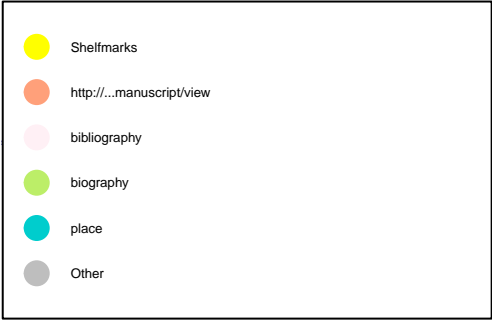 Shelfmarks
http://...manuscript/view
bibliography
biography
place
Other